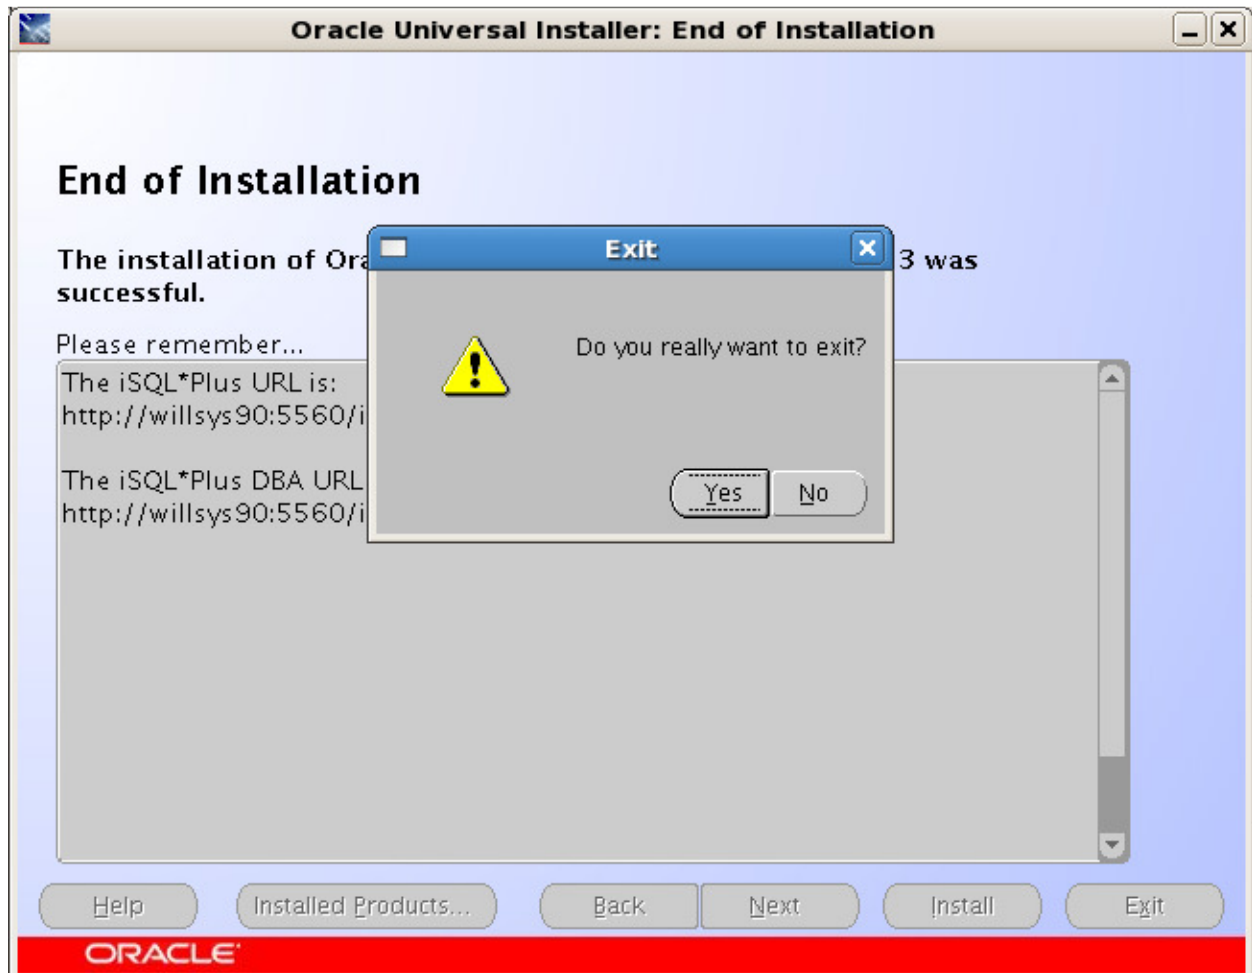 Oracle Universal Installer: End of Installation
End of Installation
The installation of Ora
3 was
successful.
Please remember...
The iSQL*Plus URL is:
http://willsys90:5560/i
The iSQL*Plus DBA URL
http://willsys90:5560/i
Exit
Do you really want to exit?
Yes No
Help Installed Products... Back Next Install Exit
ORACLE